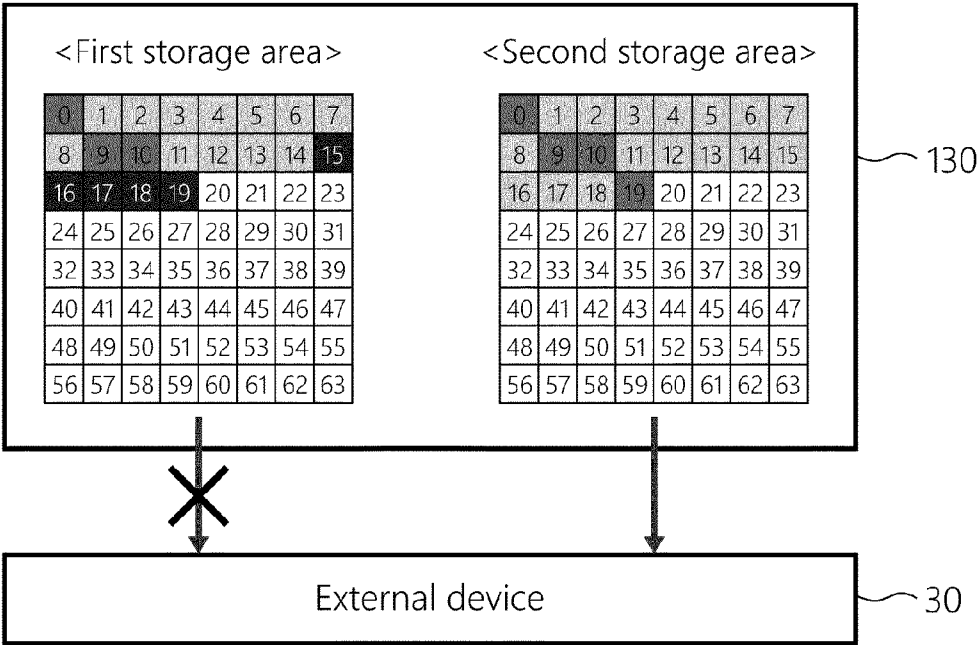 <First storage area> <Second storage area>
0 1 2 3 4 5 6 7 0 1 2 3 4 5 6 7
8 9 10 11 12 13 14 15 8 9 10 11 12 13 14 15
130
16 17 18 19 20 21 22 23 16 17 18 19 20 21 22 23
24 25 26 27 28 29 30 31 24 25 26 27 28 29 30 31
32 33 34 35 36 37 38 39 32 33 34 35 36 37 38 39
40 41 42 43 44 45 46 47 40 41 42 43 44 45 46 47
48 49 50 51 52 53 54 55 48 49 50 51 52 53 54 55
56 57 58 59 60 61 62 63 56 57 58 59 60 61 62 63
External device
30